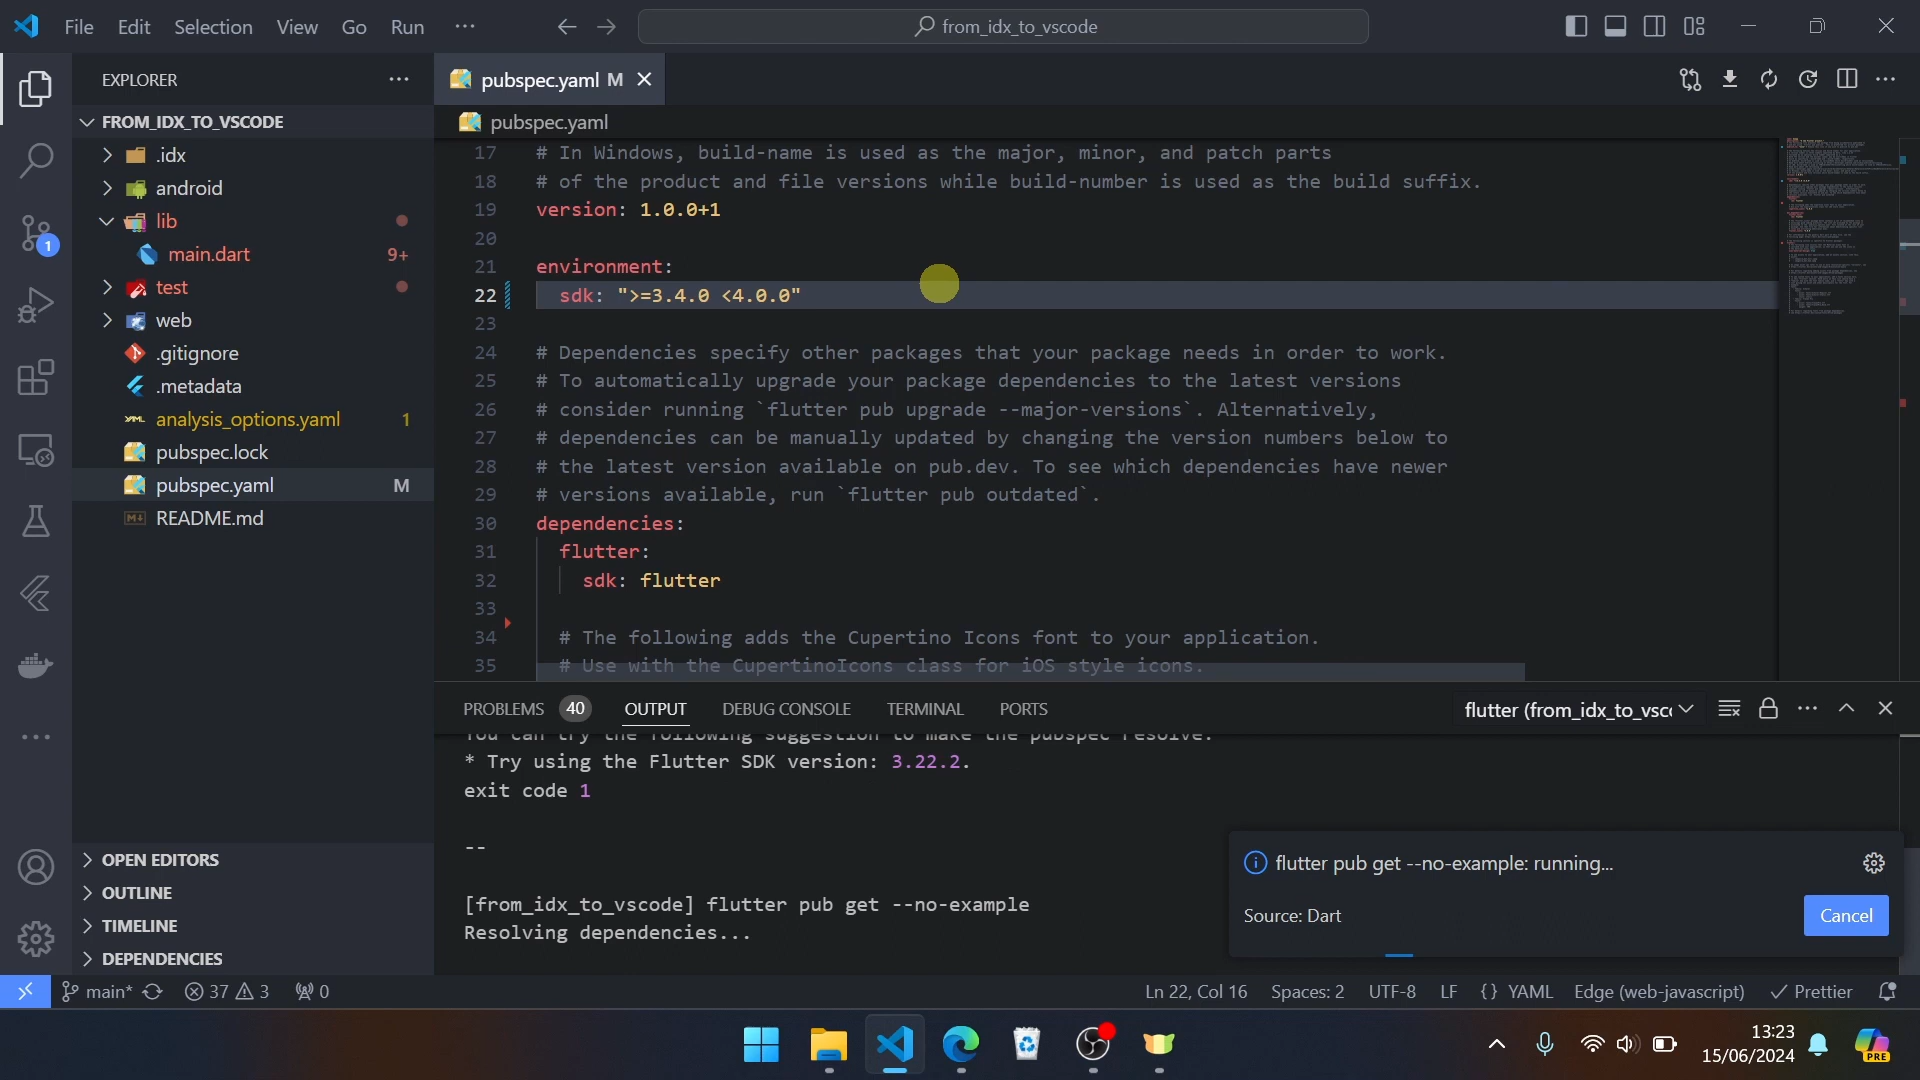 File Edit Selection View Go Run ···
from_idx_to_vscode
EXPLORER
FROM_IDX_TO_VSCODE
.idx
android
lib
main.dart 9+
test
web
.gitignore
.metadata
analysis_options.yaml 1
pubspec.lock
pubspec.yaml M
README.md
OPEN EDITORS
OUTLINE
TIMELINE
DEPENDENCIES
1
pubspec.yaml M
pubspec.yaml
17 # In Windows, build-name is used as the major, minor, and patch parts
18 # of the product and file versions while build-number is used as the build suffix.
19 version: 1.0.0+1
20
21 environment:
22 sdk: ">=3.4.0 <4.0.0"
23
24 # Dependencies specify other packages that your package needs in order to work.
25 # To automatically upgrade your package dependencies to the latest versions
26 # consider running `flutter pub upgrade --major-versions`. Alternatively,
27 # dependencies can be manually updated by changing the version numbers below to
28 # the latest version available on pub.dev. To see which dependencies have newer
29 # versions available, run `flutter pub outdated`.
30 dependencies:
31 flutter:
32 sdk: flutter
33
34 # The following adds the Cupertino Icons font to your application.
35 # Use with the CupertinoIcons class for iOS style icons.
PROBLEMS 40 OUTPUT DEBUG CONSOLE TERMINAL PORTS
flutter (from_idx_to_vsc
You can try the following suggestion to make the pubspec resolve:
* Try using the Flutter SDK version: 3.22.2.
exit code 1
--
[from_idx_to_vscode] flutter pub get --no-example
Resolving dependencies...
flutter pub get --no-example: running...
Source: Dart
Cancel
main* 37 3 0
Ln 22, Col 16 Spaces: 2 UTF-8 LF {} YAML Edge (web-javascript) Prettier
13:23
15/06/2024
PRE